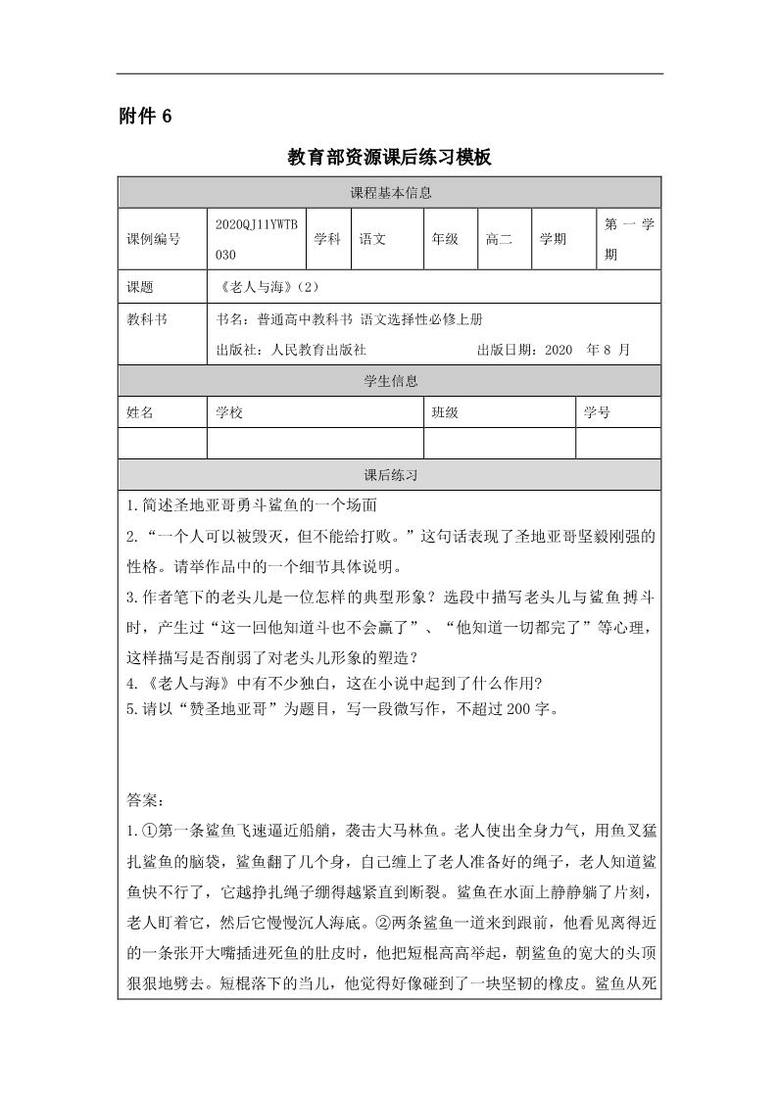 附件 6
教育部资源课后练习模板
课程基本信息
课例编号 2020QJ11YWTB030 学科 语文 年级 高二 学期 第一学期
课题 《老人与海》（2）
教科书 书名：普通高中教科书 语文选择性必修上册
出版社：人民教育出版社 出版日期：2020 年 8 月
学生信息
姓名 学校 班级 学号
课后练习
1.简述圣地亚哥勇斗鲨鱼的一个场面
2.“一个人可以被毁灭，但不能给打败。”这句话表现了圣地亚哥坚毅刚强的
性格。请举作品中的一个细节具体说明。
3.作者笔下的老头儿是一位怎样的典型形象？选段中描写老头儿与鲨鱼搏斗
时，产生过“这一回他知道斗也不会赢了”、“他知道一切都完了”等心理，
这样描写是否削弱了对老头儿形象的塑造？
4.《老人与海》中有不少独白，这在小说中起到了什么作用?
5.请以“赞圣地亚哥”为题目，写一段微写作，不超过 200 字。
答案：
1.①第一条鲨鱼飞速逼近船艄，袭击大马林鱼。老人使出全身力气，用鱼叉猛
扎鲨鱼的脑袋，鲨鱼翻了几个身，自己缠上了老人准备好的绳子，老人知道鲨
鱼快不行了，它越挣扎绳子绷得越紧直到断裂。鲨鱼在水面上静静躺了片刻，
老人盯着它，然后它慢慢沉人海底。②两条鲨鱼一道来到跟前，他看见离得近
的一条张开大嘴插进死鱼的肚皮时，他把短棍高高举起，朝鲨鱼的宽大的头顶
狠狠地劈去。短棍落下的当儿，他觉得好像碰到了一块坚韧的橡皮。鲨鱼从死